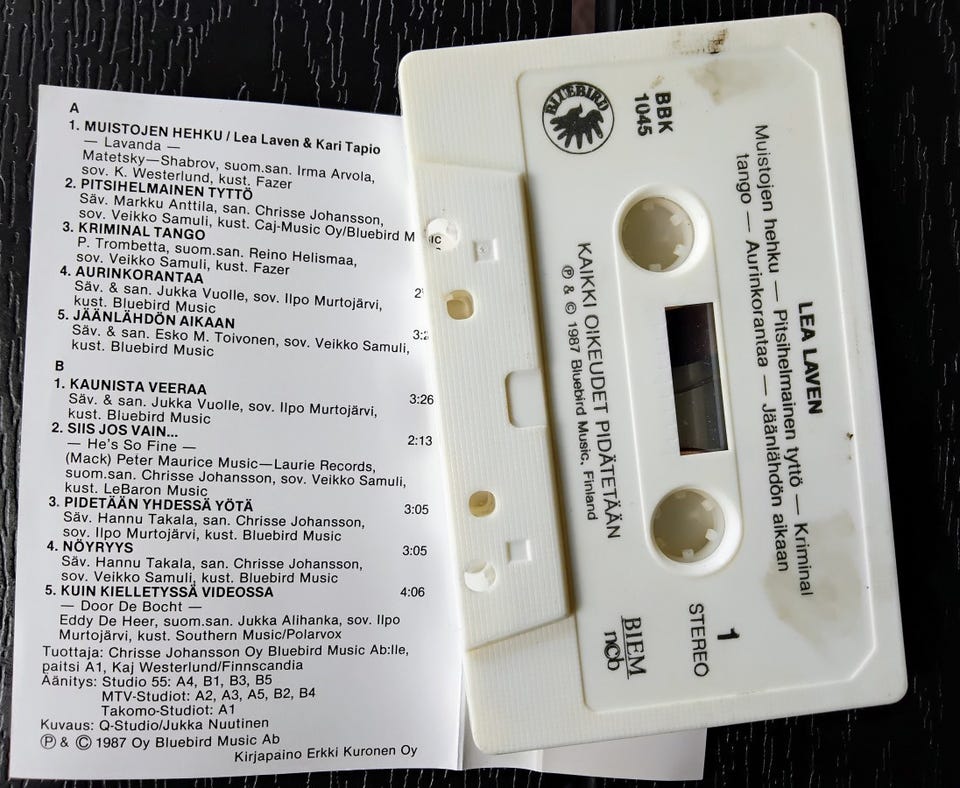 A
1. MUISTOJEN HEHKU / Lea Laven & Kari Tapio
— Lavanda —
Matetsky—Shabrov, suom.san. Irma Arvola,
sov. K. Westerlund, kust. Fazer
2. PITSIHELMAINEN TYTTÖ
Säv. Markku Anttila, san. Chrisse Johansson,
sov. Veikko Samuli, kust. Caj-Music Oy/Bluebird M
3. KRIMINAL TANGO
P. Trombetta, suom.san. Reino Helismaa,
sov. Veikko Samuli, kust. Fazer
4. AURINKORANTAA
Säv. & san. Jukka Vuolle, sov. Ilpo Murtojärvi,
kust. Bluebird Music
5. JÄÄNLÄHDÖN AIKAAN
Säv. & san. Esko M. Toivonen, sov. Veikko Samuli,
kust. Bluebird Music
B
1. KAUNISTA VEERAA 3:26
Säv. & san. Jukka Vuolle, sov. Ilpo Murtojärvi,
kust. Bluebird Music
2. SIIS JOS VAIN... 2:13
— He's So Fine —
(Mack) Peter Maurice Music—Laurie Records,
suom.san. Chrisse Johansson, sov. Veikko Samuli,
kust. LeBaron Music
3. PIDETÄÄN YHDESSÄ YÖTÄ 3:05
Säv. Hannu Takala, san. Chrisse Johansson,
sov. Ilpo Murtojärvi, kust. Bluebird Music
4. NÖYRYYS 3:05
Säv. Hannu Takala, san. Chrisse Johansson,
sov. Veikko Samuli, kust. Bluebird Music
5. KUIN KIELLETYSSÄ VIDEOSSA 4:06
— Door De Bocht —
Eddy De Heer, suom.san. Jukka Alihanka, sov. Ilpo
Murtojärvi, kust. Southern Music/Polarvox
Tuottaja: Chrisse Johansson Oy Bluebird Music Ab:lle,
paitsi A1, Kaj Westerlund/Finnscandia
Äänitys: Studio 55: A4, B1, B3, B5
MTV-Studiot: A2, A3, A5, B2, B4
Takomo-Studiot: A1
Kuvaus: Q-Studio/Jukka Nuutinen
Ⓟ & © 1987 Oy Bluebird Music Ab
Kirjapaino Erkki Kuronen Oy
LEA LAVEN
Muistojen hehku — Pitsihelmainen tyttö — Kriminal
tango — Aurinkorantaa — Jäänlähdön aikaan
BLUEBIRD
BBK
1045
1
STEREO
BIEM
ncb
KAIKKI OIKEUDET PIDÄTETÄÄN
Ⓟ & © 1987 Bluebird Music, Finland